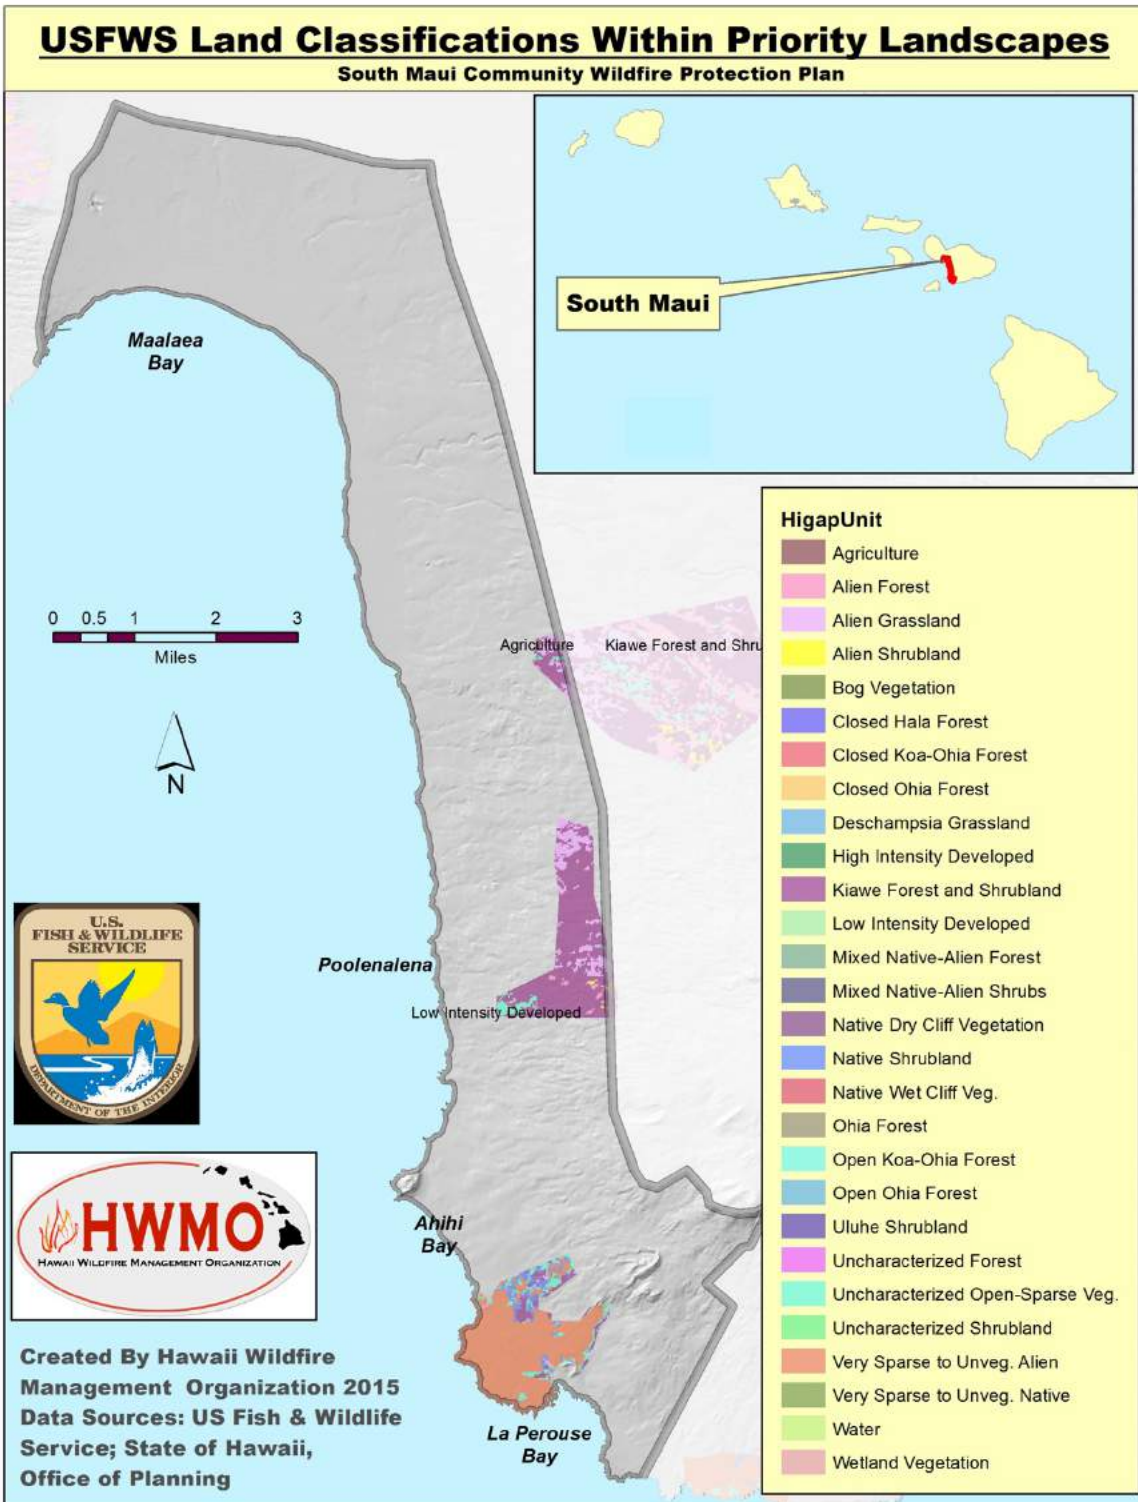 USFWS Land Classifications Within Priority Landscapes
South Maui Community Wildfire Protection Plan
South Maui
Maalaea
Bay
0 0.5 1 2 3
Miles
N
Agriculture
Kiawe Forest and Shru
Poolenalena
Low Intensity Developed
Ahihi
Bay
La Perouse
Bay
HigapUnit
Agriculture
Alien Forest
Alien Grassland
Alien Shrubland
Bog Vegetation
Closed Hala Forest
Closed Koa-Ohia Forest
Closed Ohia Forest
Deschampsia Grassland
High Intensity Developed
Kiawe Forest and Shrubland
Low Intensity Developed
Mixed Native-Alien Forest
Mixed Native-Alien Shrubs
Native Dry Cliff Vegetation
Native Shrubland
Native Wet Cliff Veg.
Ohia Forest
Open Koa-Ohia Forest
Open Ohia Forest
Uluhe Shrubland
Uncharacterized Forest
Uncharacterized Open-Sparse Veg.
Uncharacterized Shrubland
Very Sparse to Unveg. Alien
Very Sparse to Unveg. Native
Water
Wetland Vegetation
U.S.
FISH & WILDLIFE
SERVICE
DEPARTMENT OF THE INTERIOR
HWMO
HAWAII WILDFIRE MANAGEMENT ORGANIZATION
Created By Hawaii Wildfire
Management Organization 2015
Data Sources: US Fish & Wildlife
Service; State of Hawaii,
Office of Planning